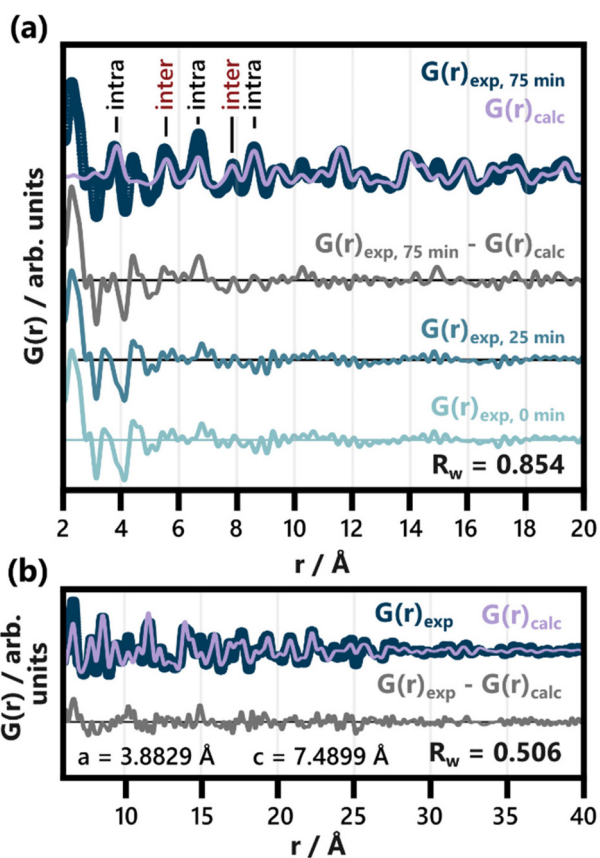 (a)
intra
inter
intra
inter
intra
G(r)exp, 75 min
G(r)calc
G(r)exp, 75 min - G(r)calc
G(r)exp, 25 min
G(r)exp, 0 min
Rw = 0.854
G(r) / arb. units
2 4 6 8 10 12 14 16 18 20
r / Å
(b)
G(r)exp G(r)calc
G(r)exp - G(r)calc
a = 3.8829 Å c = 7.4899 Å Rw = 0.506
G(r) / arb.
units
10 15 20 25 30 35 40
r / Å